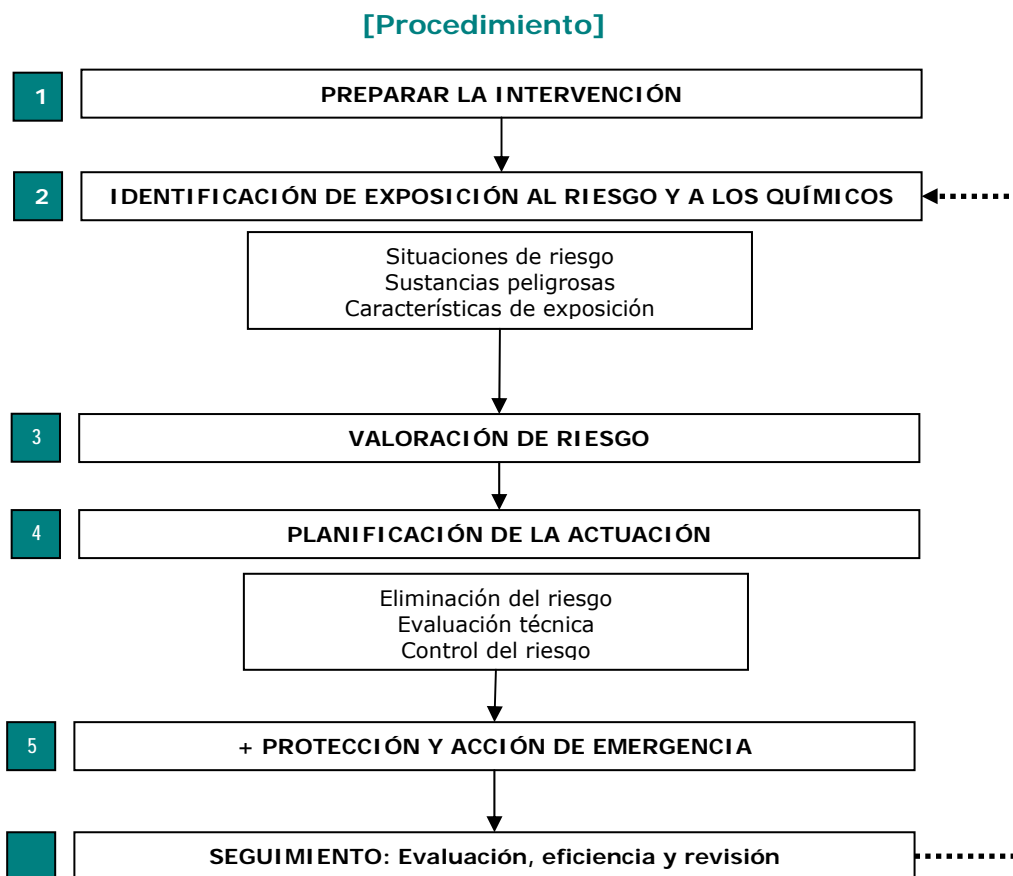 [Procedimiento]
1 PREPARAR LA INTERVENCIÓN
2 IDENTIFICACIÓN DE EXPOSICIÓN AL RIESGO Y A LOS QUÍMICOS
Situaciones de riesgo
Sustancias peligrosas
Características de exposición
3 VALORACIÓN DE RIESGO
4 PLANIFICACIÓN DE LA ACTUACIÓN
Eliminación del riesgo
Evaluación técnica
Control del riesgo
5 + PROTECCIÓN Y ACCIÓN DE EMERGENCIA
SEGUIMIENTO: Evaluación, eficiencia y revisión